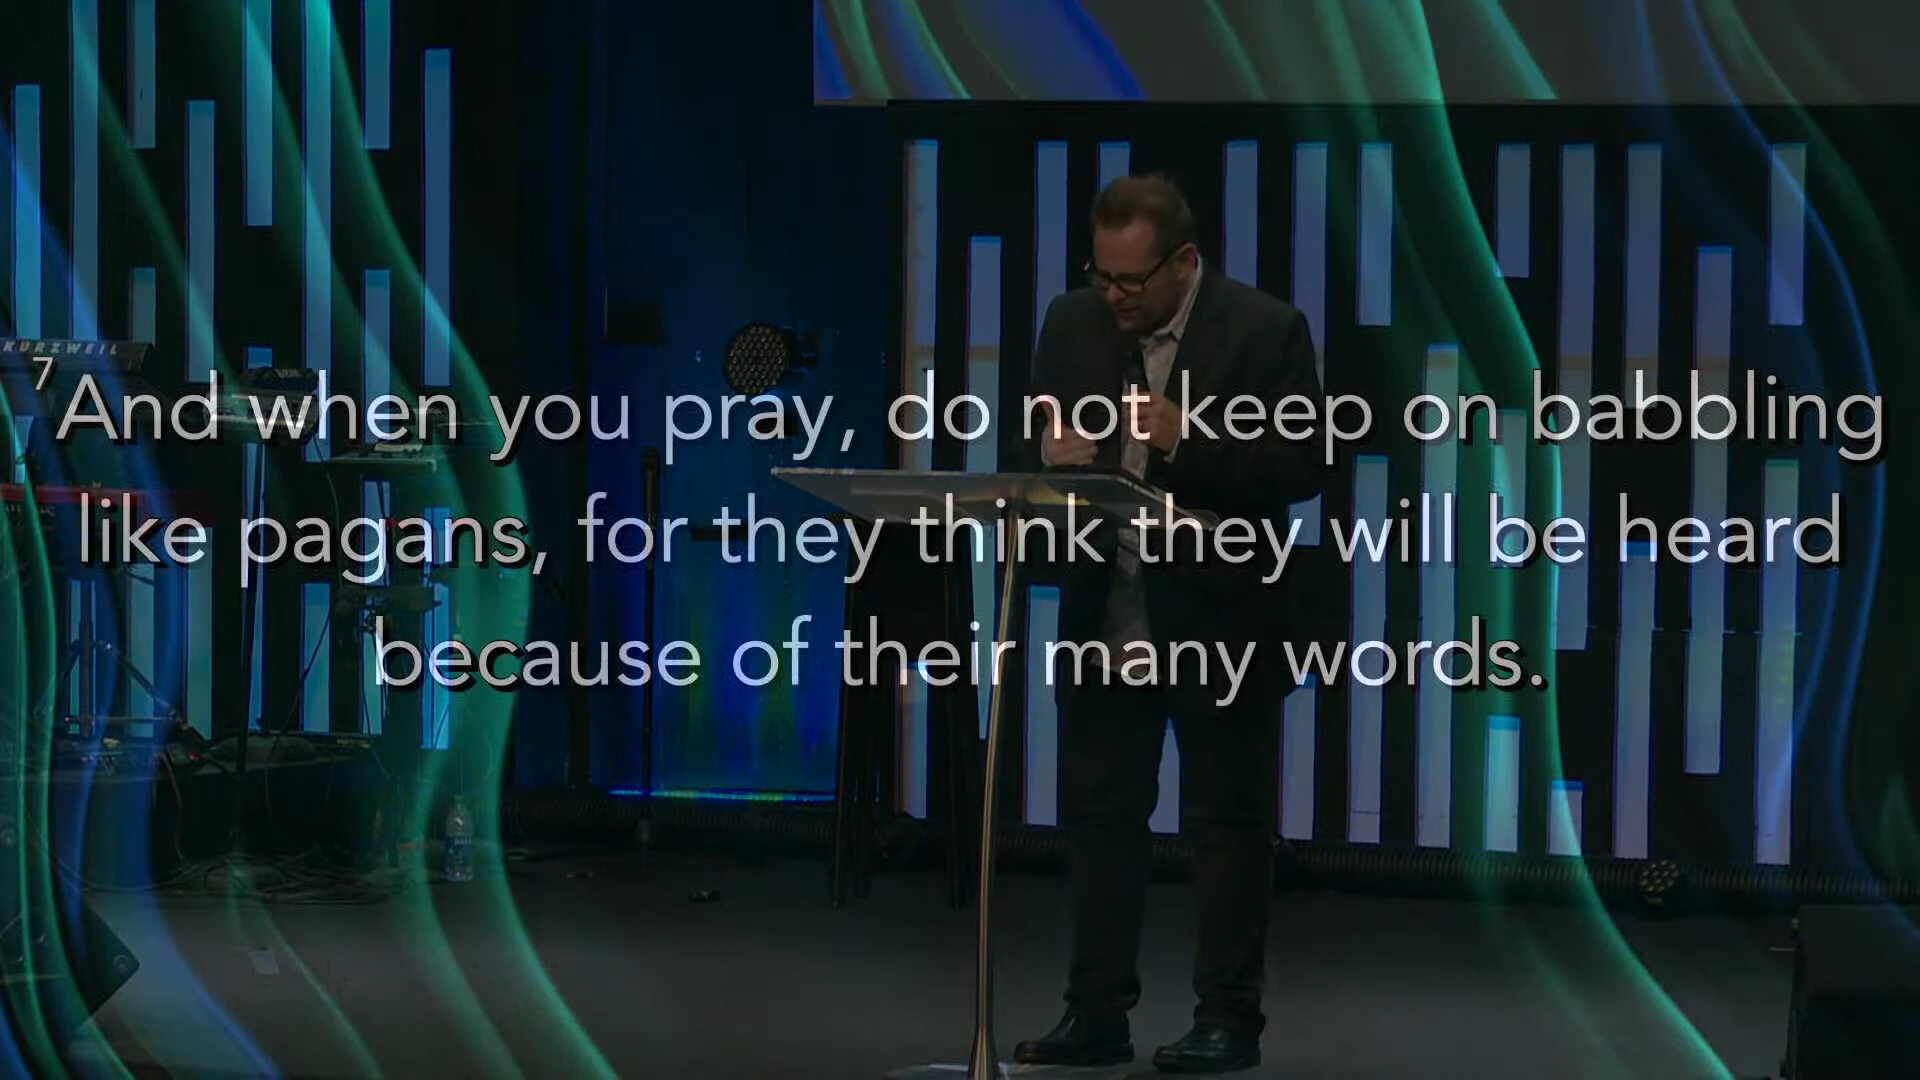 KURZWEIL
7And when you pray, do not keep on babbling
like pagans, for they think they will be heard
because of their many words.